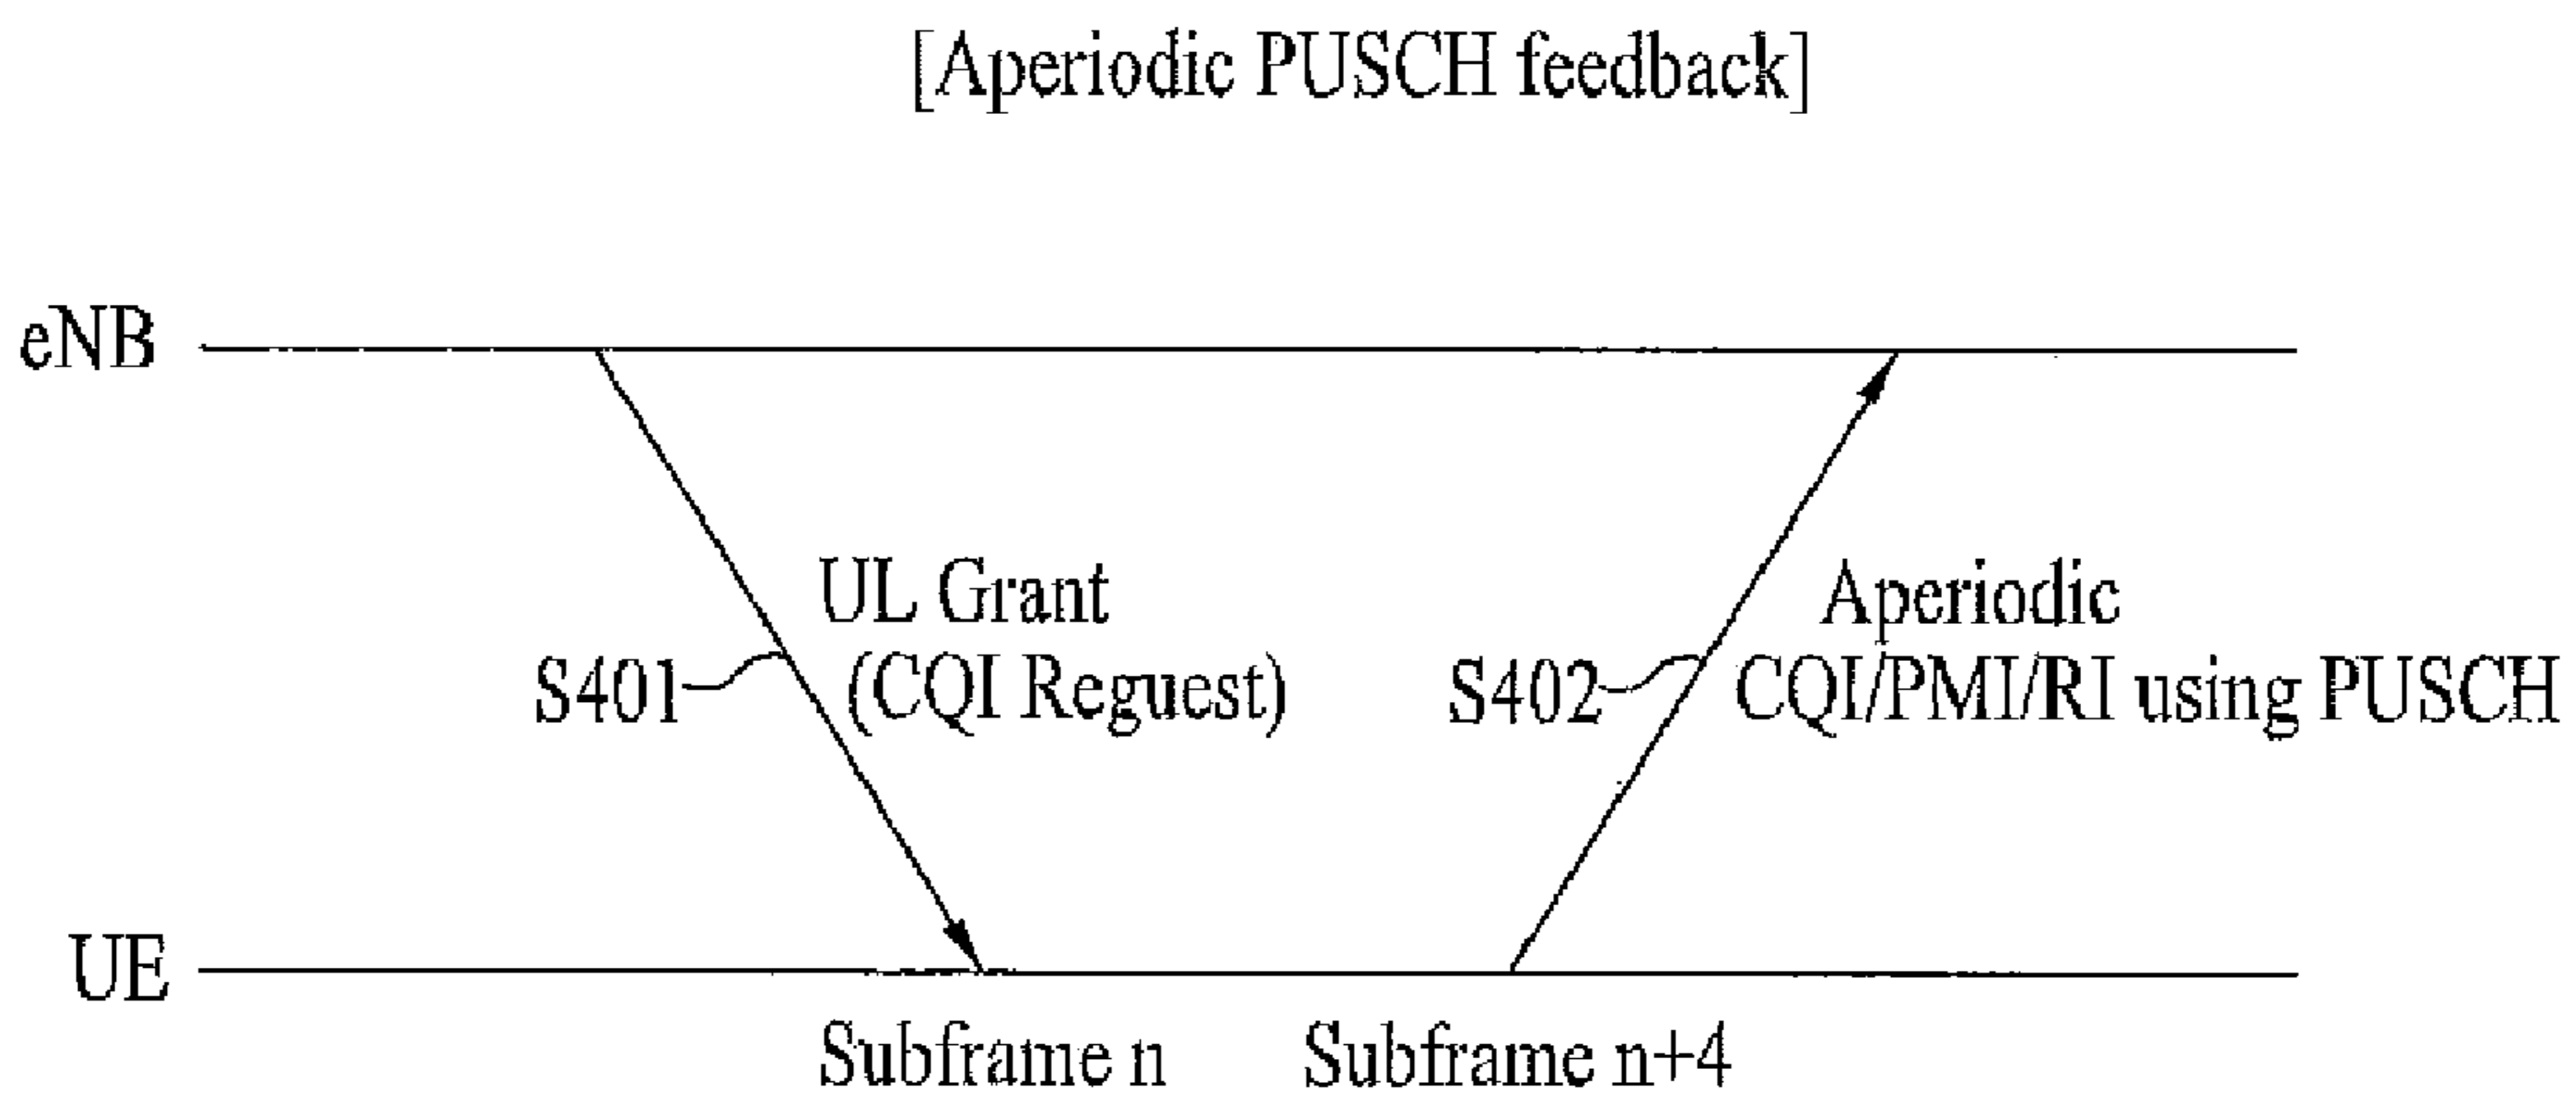 [Aperiodic PUSCH feedback]
eNB
UL Grant
(CQI Reguest)
S401
Aperiodic
CQI/PMI/RI using PUSCH
S402
UE
Subframe n
Subframe n+4